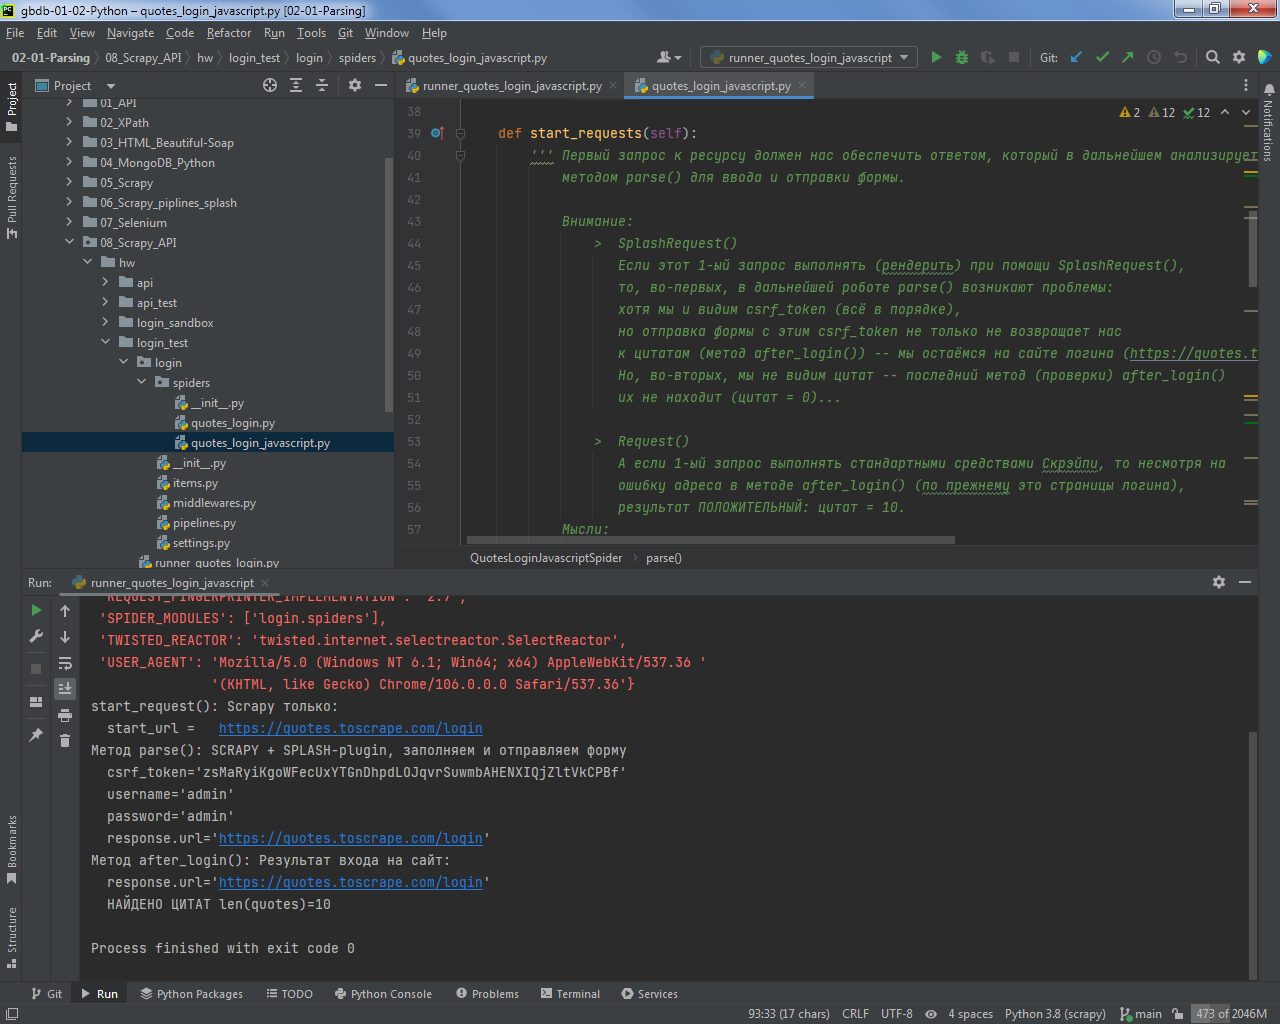 gbdb-01-02-Python – quotes_login_javascript.py [02-01-Parsing]
File Edit View Navigate Code Refactor Run Tools Git Window Help
02-01-Parsing 08_Scrapy_API hw login_test login spiders quotes_login_javascript.py runner_quotes_login_javascript Git:
Project
runner_quotes_login_javascript.py quotes_login_javascript.py
Project
Pull Requests
Bookmarks
Structure
Notifications
01_API
02_XPath
03_HTML_Beautiful-Soap
04_MongoDB_Python
05_Scrapy
06_Scrapy_piplines_splash
07_Selenium
08_Scrapy_API
hw
api
api_test
login_sandbox
login_test
login
spiders
__init__.py
quotes_login.py
quotes_login_javascript.py
__init__.py
items.py
middlewares.py
pipelines.py
settings.py
runner_quotes_login.py
2 12 12
38
39 def start_requests(self):
40 ''' Первый запрос к ресурсу должен нас обеспечить ответом, который в дальнейшем анализирует
41 методом parse() для ввода и отправки формы.
42
43 Внимание:
44 > SplashRequest()
45 Если этот 1-ый запрос выполнять (рендерить) при помощи SplashRequest(),
46 то, во-первых, в дальнейшей роботе parse() возникают проблемы:
47 хотя мы и видим csrf_token (всё в порядке),
48 но отправка формы с этим csrf_token не только не возвращает нас
49 к цитатам (метод after_login()) -- мы остаёмся на сайте логина (https://quotes.t
50 Но, во-вторых, мы не видим цитат -- последний метод (проверки) after_login()
51 их не находит (цитат = 0)...
52
53 > Request()
54 А если 1-ый запрос выполнять стандартными средствами Скрэйпи, то несмотря на
55 ошибку адреса в методе after_login() (по прежнему это страницы логина),
56 результат ПОЛОЖИТЕЛЬНЫЙ: цитат = 10.
57 Мысли:
QuotesLoginJavascriptSpider parse()
Run: runner_quotes_login_javascript
'REQUEST_FINGERPRINTER_IMPLEMENTATION': '2.7',
'SPIDER_MODULES': ['login.spiders'],
'TWISTED_REACTOR': 'twisted.internet.selectreactor.SelectReactor',
'USER_AGENT': 'Mozilla/5.0 (Windows NT 6.1; Win64; x64) AppleWebKit/537.36 '
'(KHTML, like Gecko) Chrome/106.0.0.0 Safari/537.36'}
start_request(): Scrapy только:
start_url = https://quotes.toscrape.com/login
Метод parse(): SCRAPY + SPLASH-plugin, заполняем и отправляем форму
csrf_token='zsMaRyiKgoWFecUxYTGnDhpdLOJqvrSuwmbAHENXIQjZltVkCPBf'
username='admin'
password='admin'
response.url='https://quotes.toscrape.com/login'
Метод after_login(): Результат входа на сайт:
response.url='https://quotes.toscrape.com/login'
НАЙДЕНО ЦИТАТ len(quotes)=10
Process finished with exit code 0
Git Run Python Packages TODO Python Console Problems Terminal Services
93:33 (17 chars) CRLF UTF-8 4 spaces Python 3.8 (scrapy) main 473 of 2046M